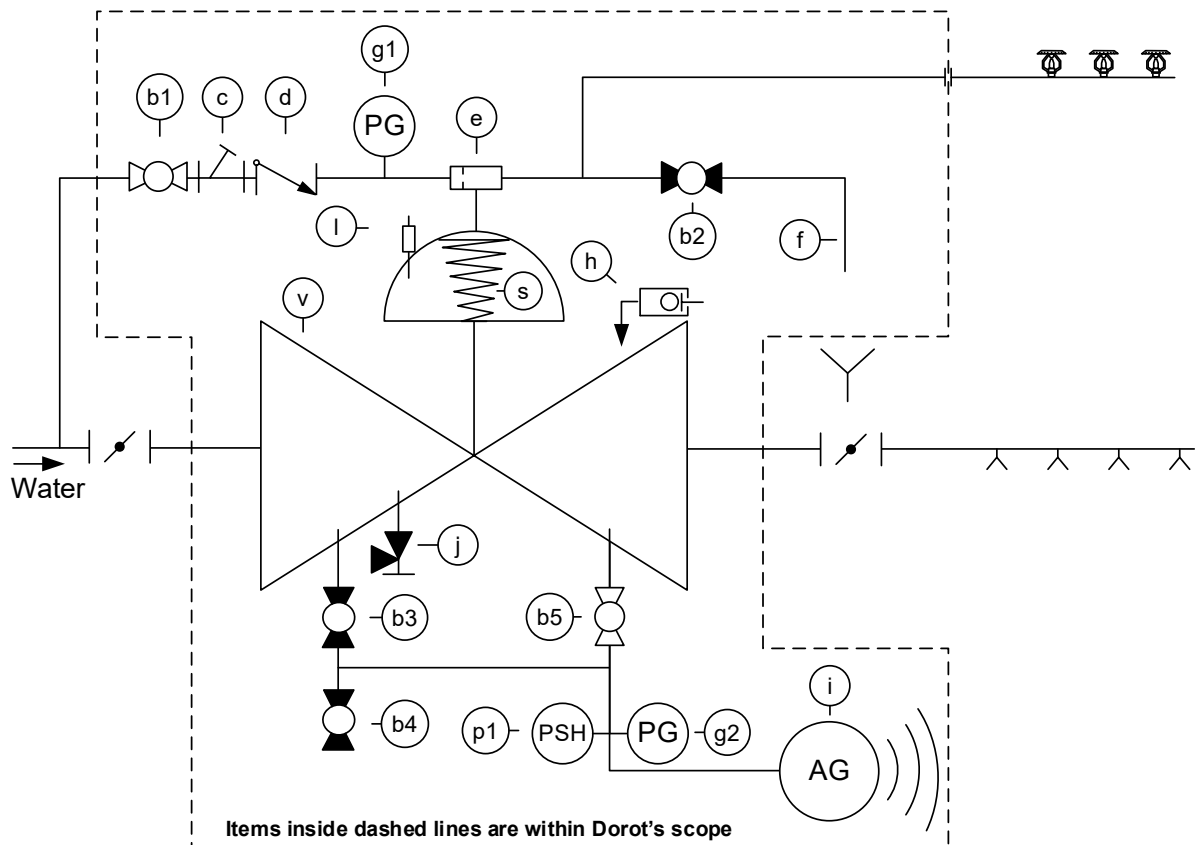 g1
b1
c
d
e
PG
l
b2
f
h
s
v
Water
j
b3
b5
i
b4
p1
PSH
PG
g2
AG
Items inside dashed lines are within Dorot's scope